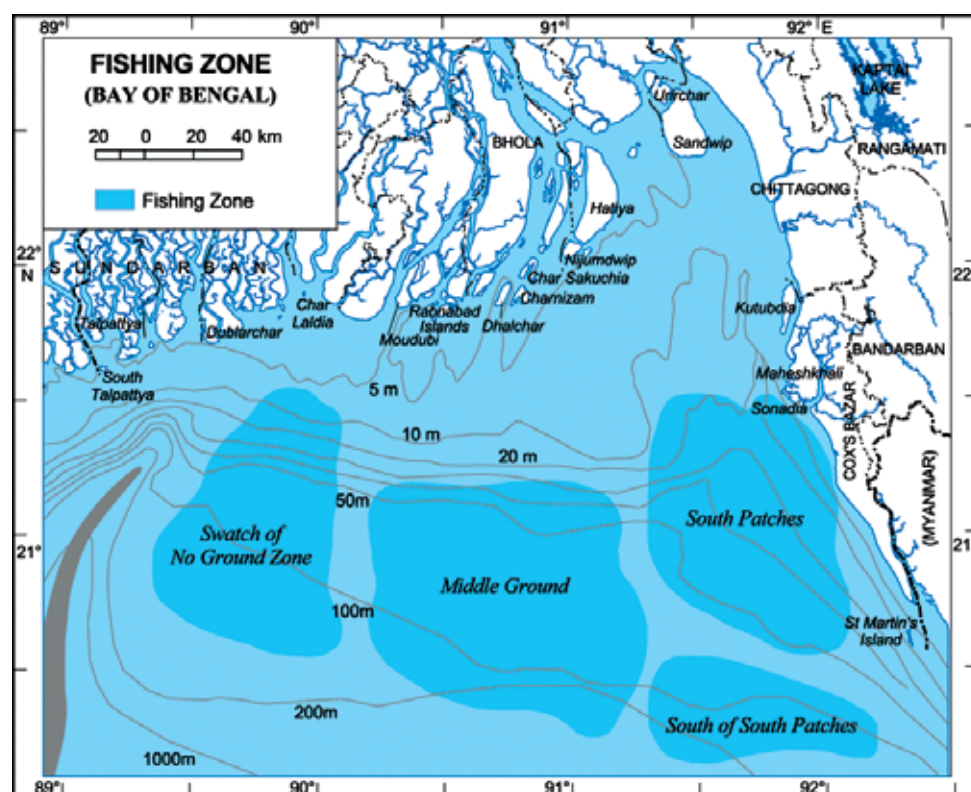 89°
90°
91°
92° E
FISHING ZONE
(BAY OF BENGAL)
20 0 20 40 km
Fishing Zone
KAPTAI
LAKE
Urirchar
BHOLA
Sandwip
RANGAMATI
CHITTAGONG
Hatiya
22°
N
SUNDARBAN
22°
Nijumdwip
Char Sakuchia
Charnizam
Char
Laldia
Rabnabad
Islands
Dhalchar
Kutubdia
Talpattya
Dublarchar
Moudubi
BANDARBAN
South
Talpattya
Maheshkhali
Sonadia
5 m
COX'S BAZAR
10 m
20 m
(MYANMAR)
50m
South Patches
21°
Swatch of
No Ground Zone
21°
Middle Ground
100m
St Martin's
Island
200m
South of South Patches
1000m
89°
90°
91°
92°